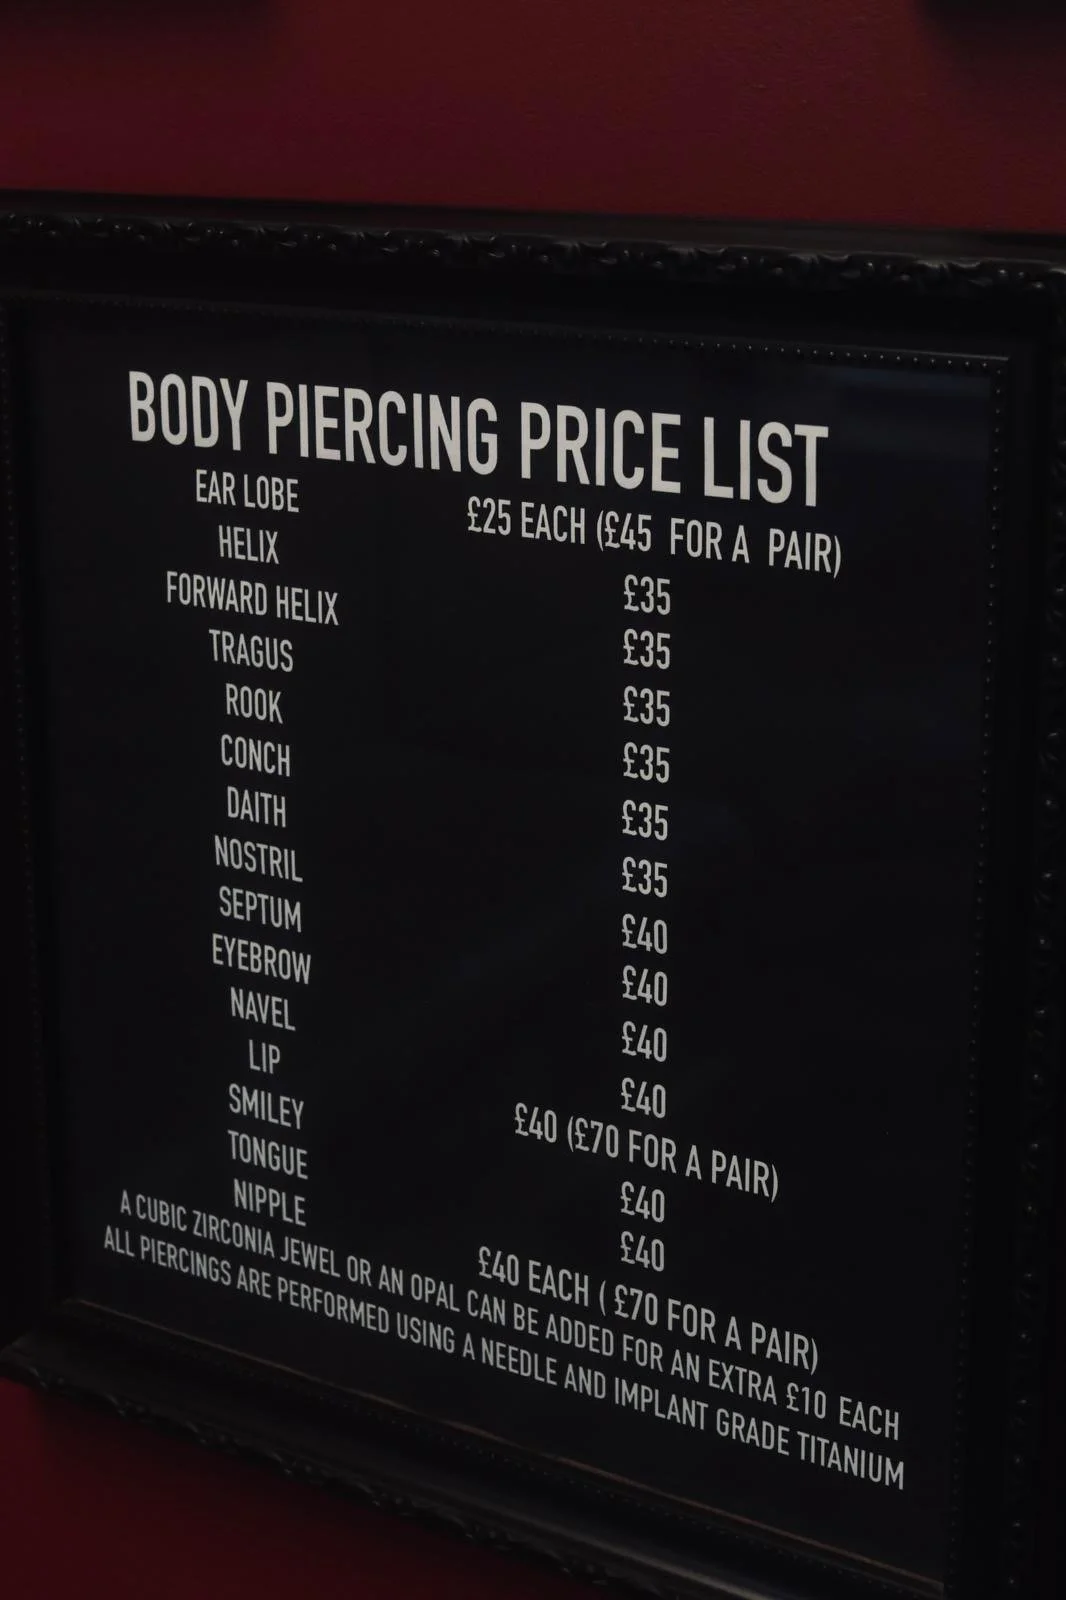 BODY PIERCING PRICE LIST
EAR LOBE £25 EACH (£45 FOR A PAIR)
HELIX £35
FORWARD HELIX £35
TRAGUS £35
ROOK £35
CONCH £35
DAITH £35
NOSTRIL £40
SEPTUM £40
EYEBROW £40
NAVEL £40
LIP £40 (£70 FOR A PAIR)
SMILEY £40
TONGUE £40
NIPPLE £40 EACH ( £70 FOR A PAIR)
A CUBIC ZIRCONIA JEWEL OR AN OPAL CAN BE ADDED FOR AN EXTRA £10 EACH
ALL PIERCINGS ARE PERFORMED USING A NEEDLE AND IMPLANT GRADE TITANIUM